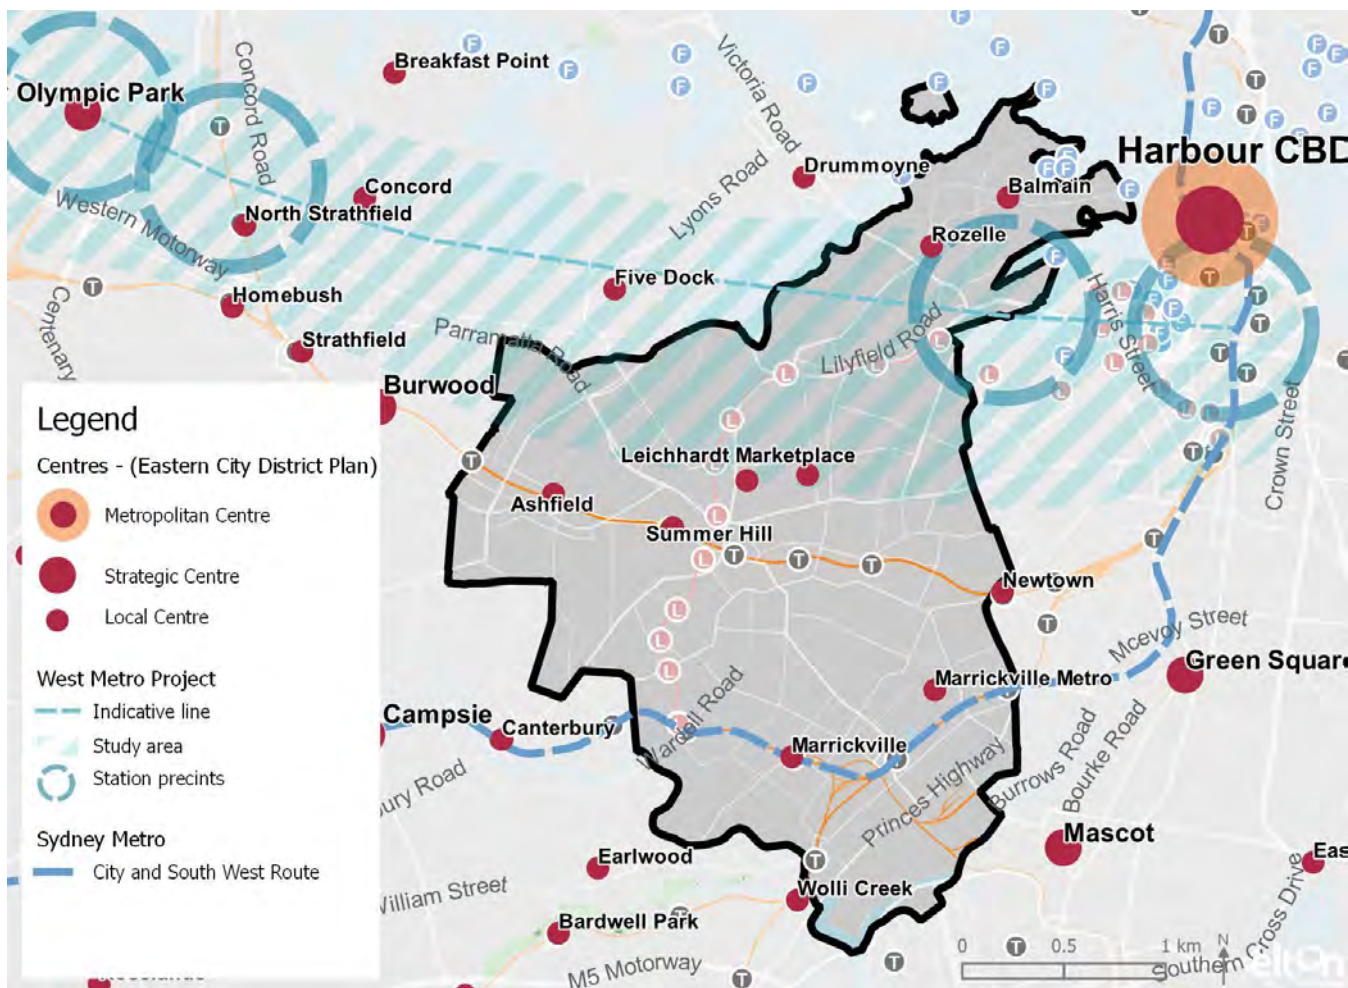 Breakfast Point
Olympic Park
Concord Road
Victoria Road
Harbour CBD
Drummoyne
Concord
Lyons Road
Balmain
Western Motorway
North Strathfield
Rozelle
Five Dock
Homebush
Centenary
Harris Street
Strathfield
Parramatta Road
Lilyfield Road
Burwood
Crown Street
Legend
Centres - (Eastern City District Plan)
Metropolitan Centre
Strategic Centre
Local Centre
West Metro Project
Indicative line
Study area
Station precints
Sydney Metro
City and South West Route
Leichhardt Marketplace
Ashfield
Summer Hill
Newtown
Mcevoy Street
Green Squar
Marrickville Metro
Campsie
Canterbury
Wardell Road
Marrickville
Princes Highway
Burrows Road
Bourke Road
bury Road
Mascot
Earlwood
Eas
William Street
Wolli Creek
Bardwell Park
M5 Motorway
Southern Cross Drive
0 0.5 1 km
N
elton
T
F
L